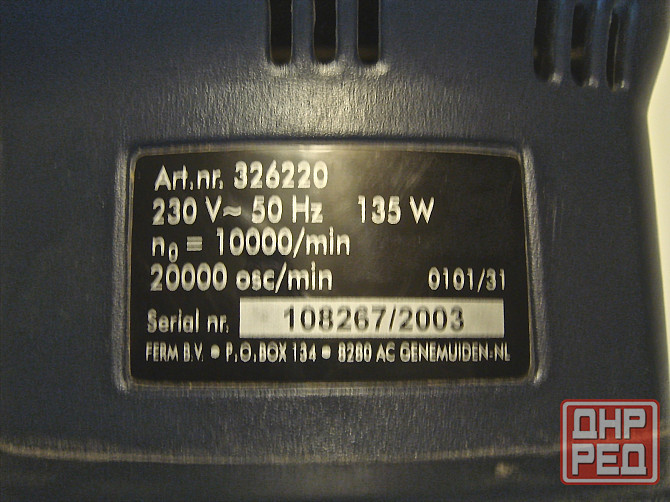 Art.nr. 326220
230 V~ 50 Hz 135 W
n0 = 10000/min
20000 osc/min 0101/31
Serial nr. 108267/2003
FERM B.V. • P.O.BOX 134 • 8280 AC GENEMUIDEN-NL
ДНР
РЕД